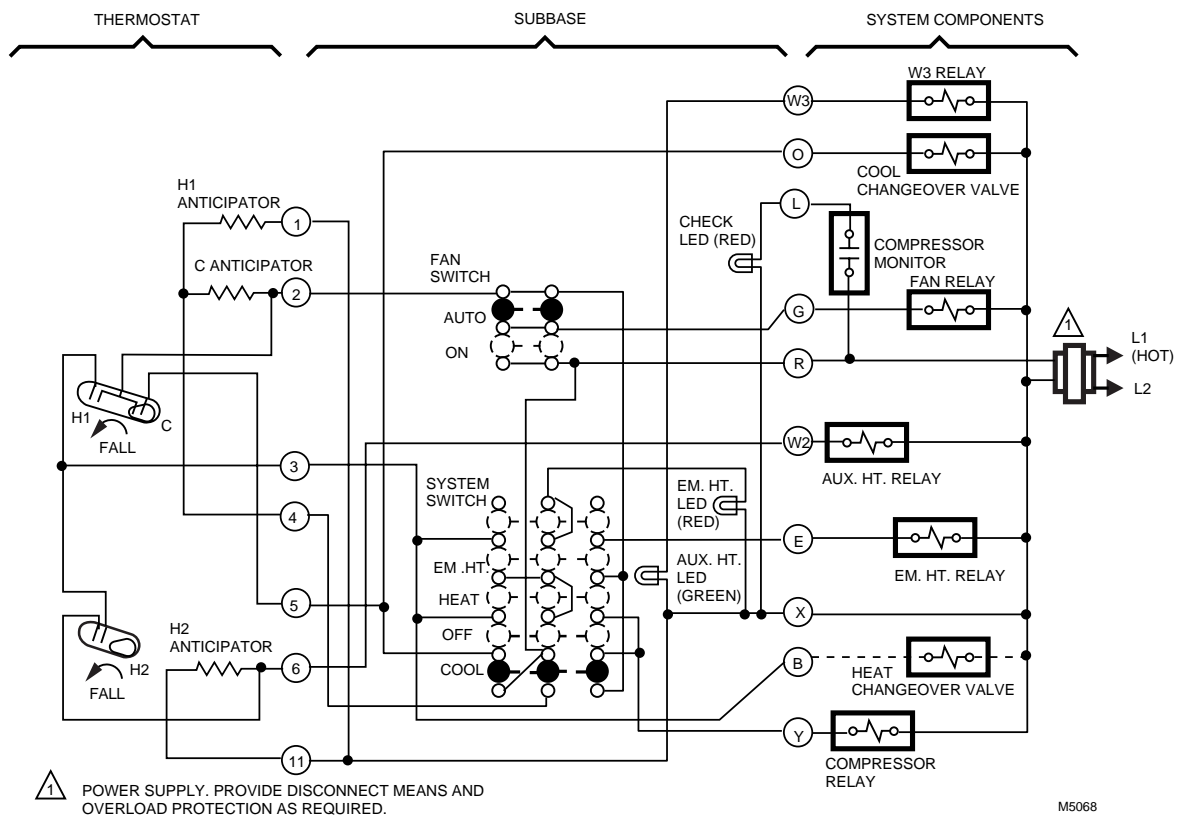 THERMOSTAT
SUBBASE
SYSTEM COMPONENTS
W3 RELAY
W3
O
COOL
CHANGEOVER VALVE
H1
ANTICIPATOR
1
L
CHECK
LED (RED)
COMPRESSOR
MONITOR
C ANTICIPATOR
2
FAN
SWITCH
AUTO
ON
FAN RELAY
G
1
L1
(HOT)
R
L2
H1
C
FALL
W2
AUX. HT. RELAY
3
SYSTEM
SWITCH
EM. HT.
LED
(RED)
4
E
EM. HT. RELAY
EM .HT.
AUX. HT.
LED
(GREEN)
HEAT
5
X
OFF
H2
ANTICIPATOR
6
H2
FALL
COOL
B
HEAT
CHANGEOVER VALVE
Y
COMPRESSOR
RELAY
11
1 POWER SUPPLY. PROVIDE DISCONNECT MEANS AND
OVERLOAD PROTECTION AS REQUIRED.
M5068